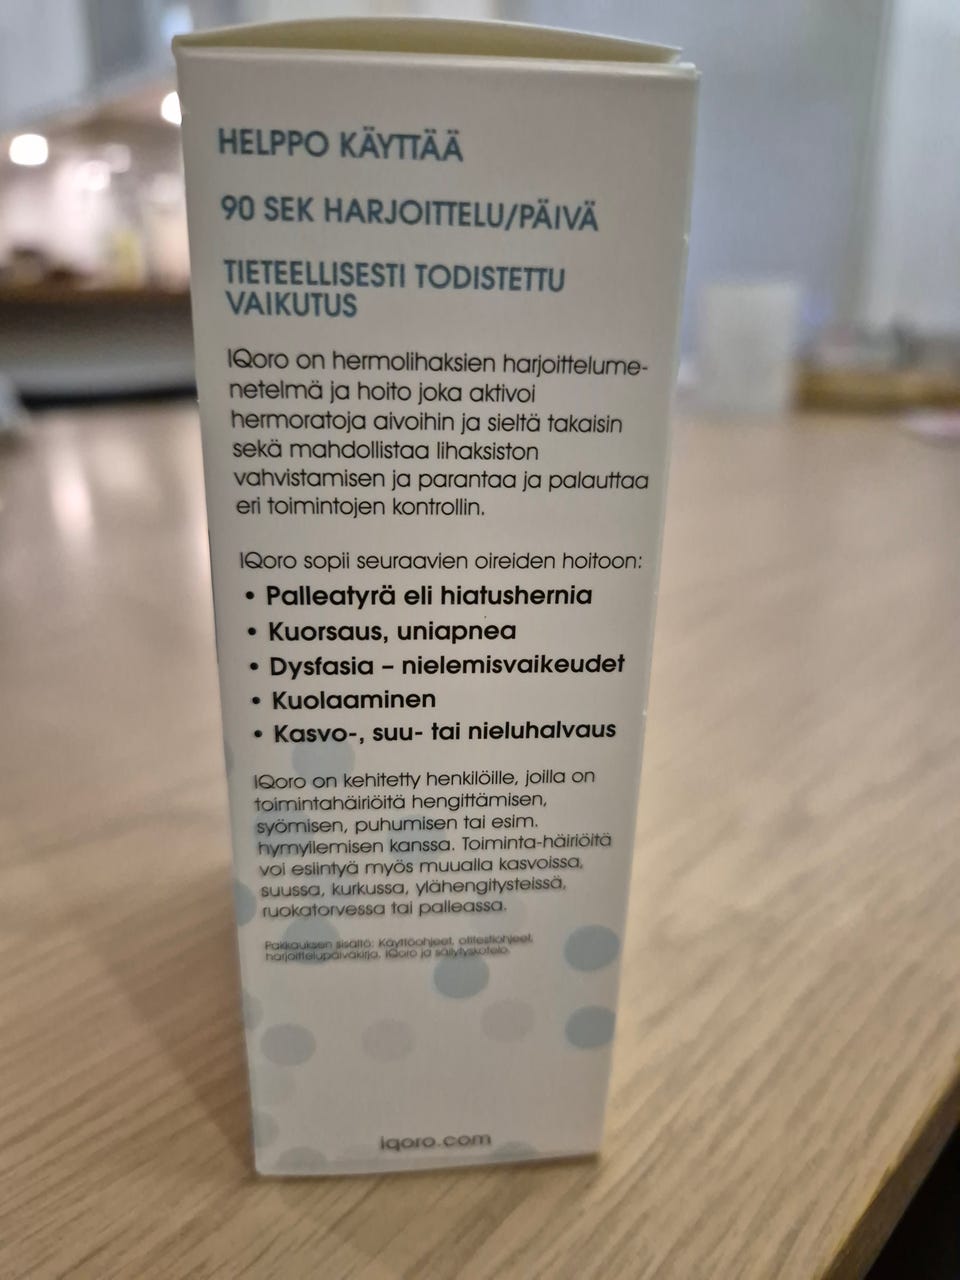 HELPPO KÄYTTÄÄ
90 SEK HARJOITTELU/PÄIVÄ
TIETEELLISESTI TODISTETTU
VAIKUTUS
IQoro on hermolihaksien harjoittelume-
netelmä ja hoito joka aktivoi
hermoratoja aivoihin ja sieltä takaisin
sekä mahdollistaa lihaksiston
vahvistamisen ja parantaa ja palauttaa
eri toimintojen kontrollin.
IQoro sopii seuraavien oireiden hoitoon:
• Palleatyrä eli hiatushernia
• Kuorsaus, uniapnea
• Dysfasia – nielemisvaikeudet
• Kuolaaminen
• Kasvo-, suu- tai nieluhalvaus
IQoro on kehitetty henkilöille, joilla on
toimintahäiriöitä hengittämisen,
syömisen, puhumisen tai esim.
hymyilemisen kanssa. Toiminta-häiriöitä
voi esiintyä myös muualla kasvoissa,
suussa, kurkussa, ylähengitysteissä,
ruokatorvessa tai palleassa.
Pakkauksen sisältö: Käyttöohjeet, otitestiohjeet,
harjoittelupäiväkirja, IQoro ja säilytyskotelo.
iqoro.com